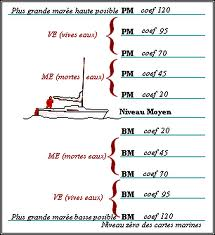 Plus grande marée haute posible PM coef 120
VE (vives eaux) PM coef 95
PM coef 70
ME (mortes eaux) PM coef 45
PM coef 20
Niveau Moyen
BM coef 20
ME (mortes eaux) BM coef 45
BM coef 70
VE (vives eaux) BM coef 95
Plus grande marée basse posible BM coef 120
Niveau zéro des cartes marines